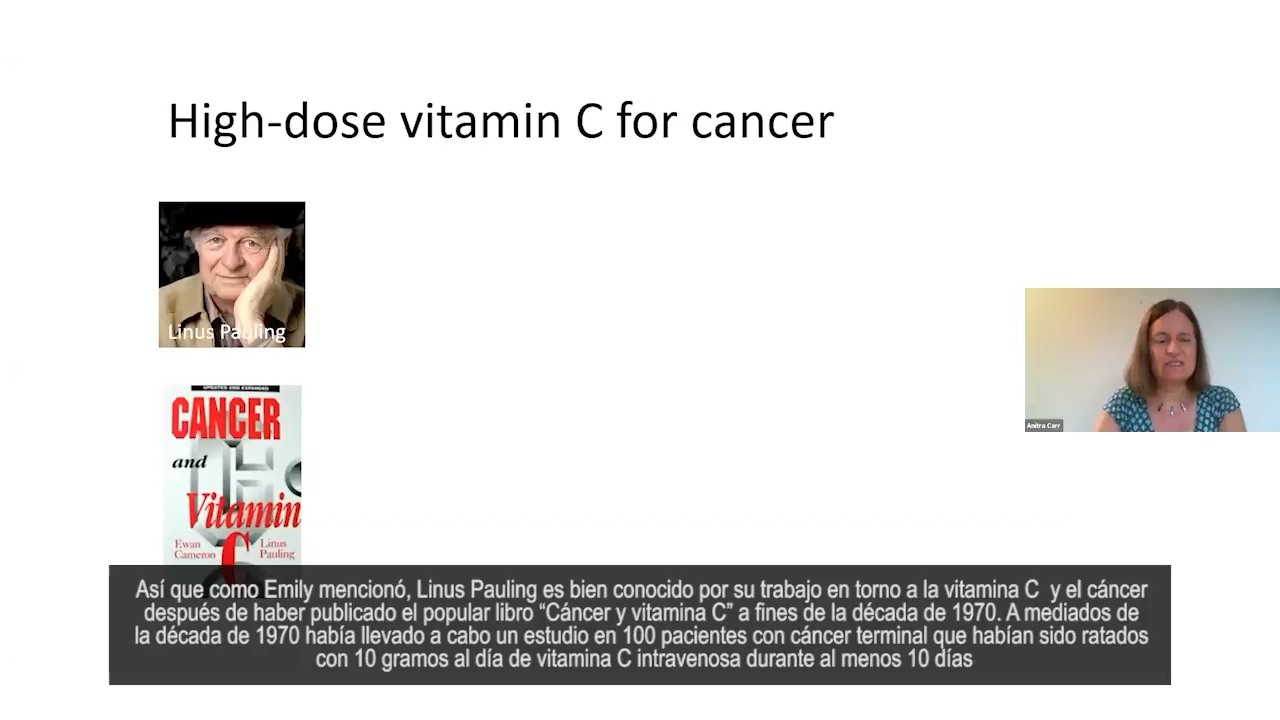 High-dose vitamin C for cancer
Linus Pauling
UPDATED AND EXPANDED
CANCER
and
Vitamin
C
Ewan
Cameron
Linus
Pauling
Anitra Carr
Así que como Emily mencionó, Linus Pauling es bien conocido por su trabajo en torno a la vitamina C y el cáncer
después de haber publicado el popular libro “Cáncer y vitamina C” a fines de la década de 1970. A mediados de
la década de 1970 había llevado a cabo un estudio en 100 pacientes con cáncer terminal que habían sido ratados
con 10 gramos al día de vitamina C intravenosa durante al menos 10 días